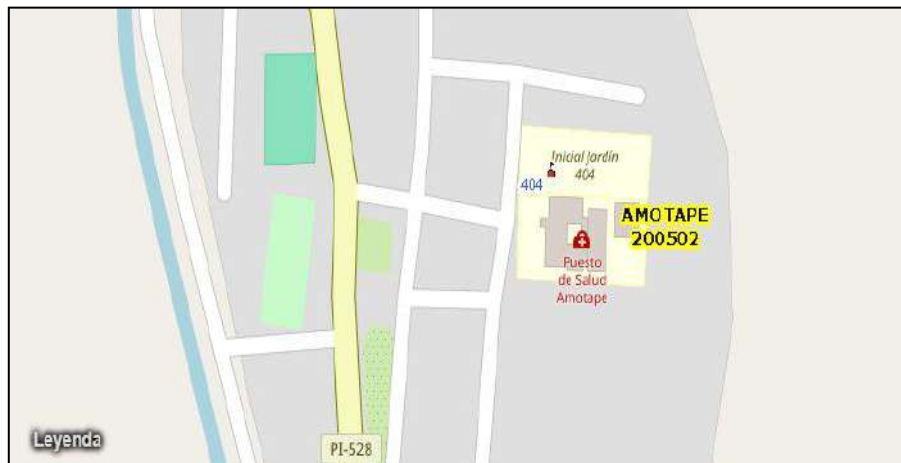 Inicial Jardín
404
404
AMOTAPE
200502
Puesto
de Salud
Amotape
Leyenda
PI-528